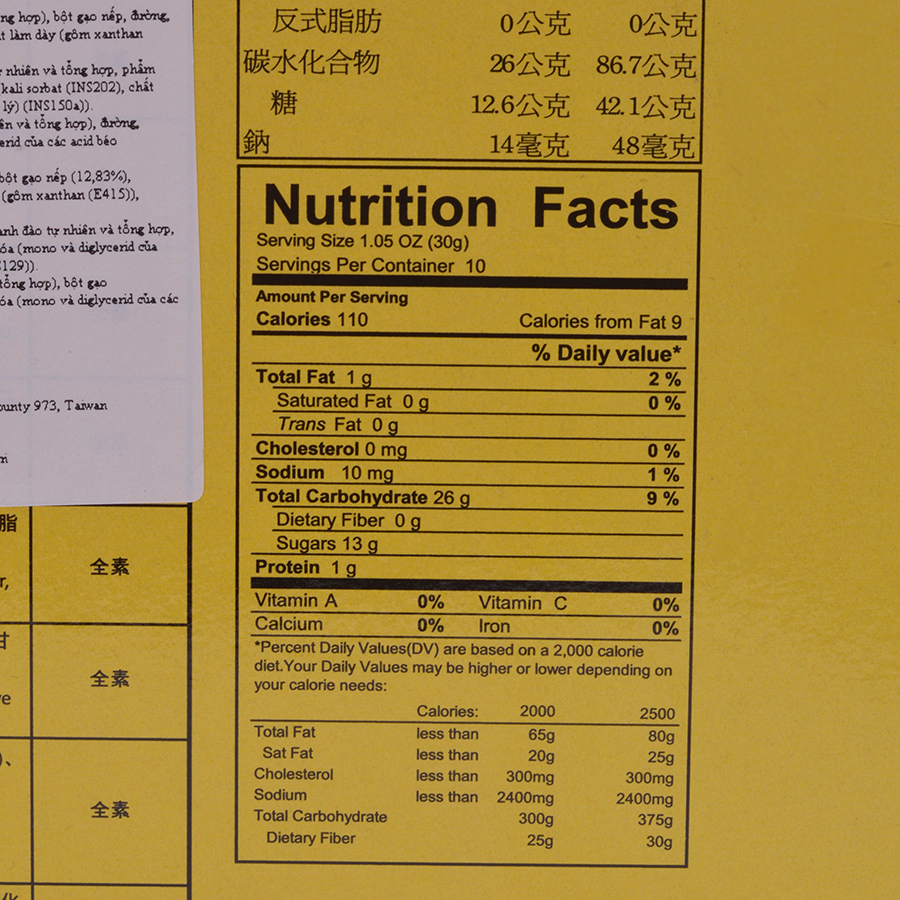 ng hợp), bột gạo nếp, đường,
t làm dày (gôm xanthan
nhiên và tổng hợp, phẩm
kali sorbat (INS202), chất
lý) (INS150a)).
ên và tổng hợp), đường,
erid của các acid béo
bột gạo nếp (12,83%),
(gôm xanthan (E415)),
anh đào tự nhiên và tổng hợp,
óa (mono và diglycerid của
129)).
tổng hợp), bột gạo
óa (mono và diglycerid của các
ounty 973, Taiwan
反式脂肪 0公克 0公克
碳水化合物 26公克 86.7公克
糖 12.6公克 42.1公克
鈉 14毫克 48毫克
Nutrition Facts
Serving Size 1.05 OZ (30g)
Servings Per Container 10
Amount Per Serving
Calories 110 Calories from Fat 9
% Daily value*
Total Fat 1 g 2 %
Saturated Fat 0 g 0 %
Trans Fat 0 g
Cholesterol 0 mg 0 %
Sodium 10 mg 1 %
Total Carbohydrate 26 g 9 %
Dietary Fiber 0 g
Sugars 13 g
Protein 1 g
Vitamin A 0% Vitamin C 0%
Calcium 0% Iron 0%
*Percent Daily Values(DV) are based on a 2,000 calorie
diet.Your Daily Values may be higher or lower depending on
your calorie needs:
Calories: 2000 2500
Total Fat less than 65g 80g
Sat Fat less than 20g 25g
Cholesterol less than 300mg 300mg
Sodium less than 2400mg 2400mg
Total Carbohydrate 300g 375g
Dietary Fiber 25g 30g
脂
全素
全素
全素